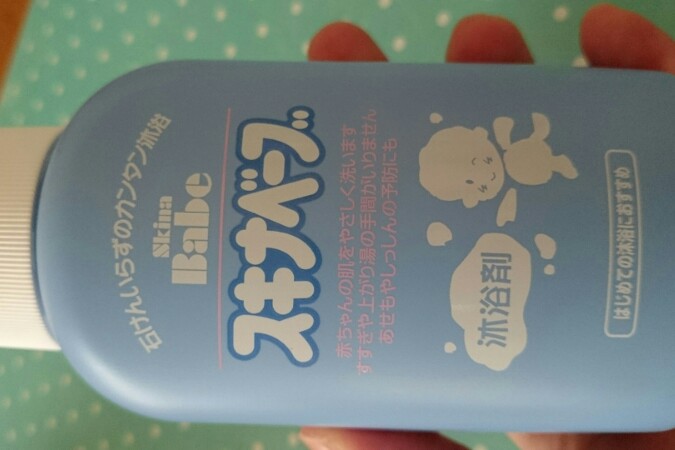 石けんいらずのカンタン沐浴
Skina
Babe
スキナベーブ
赤ちゃんの肌をやさしく洗います
すすぎや上がり湯の手間がいりません
あせもやしっしんの予防にも
沐浴剤
はじめての沐浴におすすめ